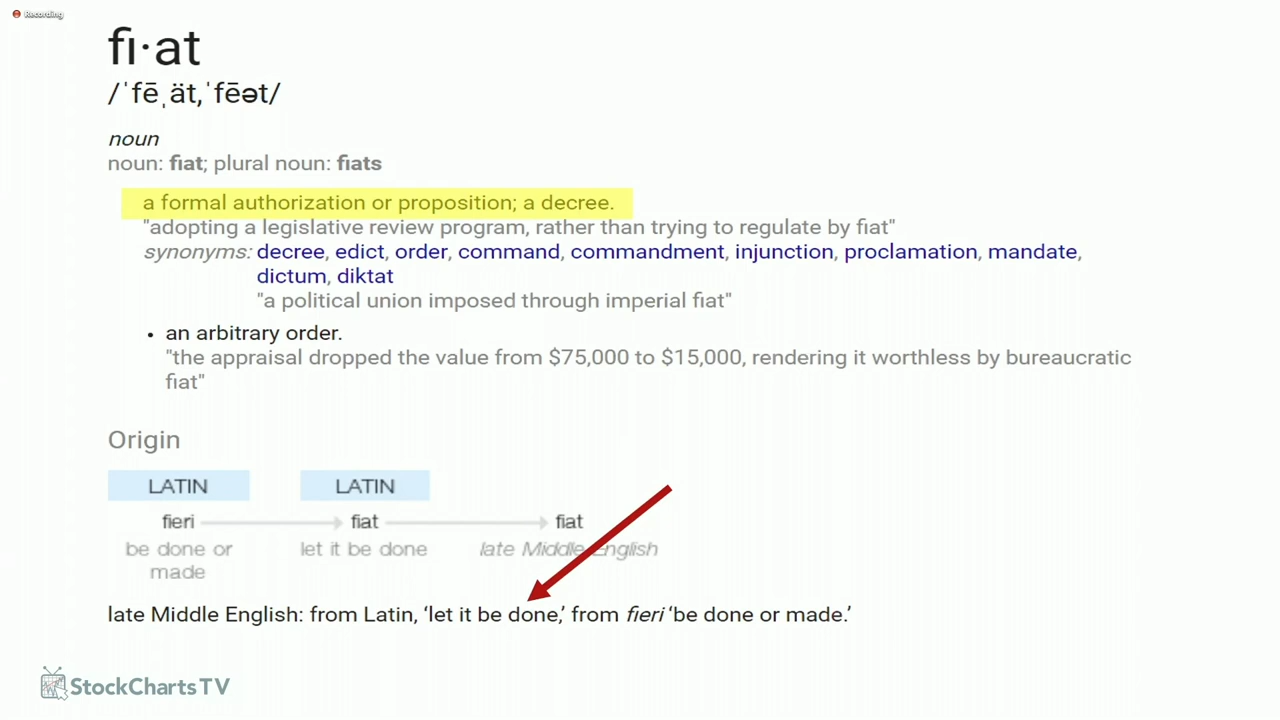 Recording
fi·at
/ˈfēˌät,ˈfēət/
noun
noun: fiat; plural noun: fiats
a formal authorization or proposition; a decree.
"adopting a legislative review program, rather than trying to regulate by fiat"
synonyms: decree, edict, order, command, commandment, injunction, proclamation, mandate,
dictum, diktat
"a political union imposed through imperial fiat"
• an arbitrary order.
"the appraisal dropped the value from $75,000 to $15,000, rendering it worthless by bureaucratic
fiat"
Origin
LATIN LATIN
fieri fiat fiat
be done or let it be done late Middle English
made
late Middle English: from Latin, ‘let it be done,’ from fieri ‘be done or made.’
StockCharts TV